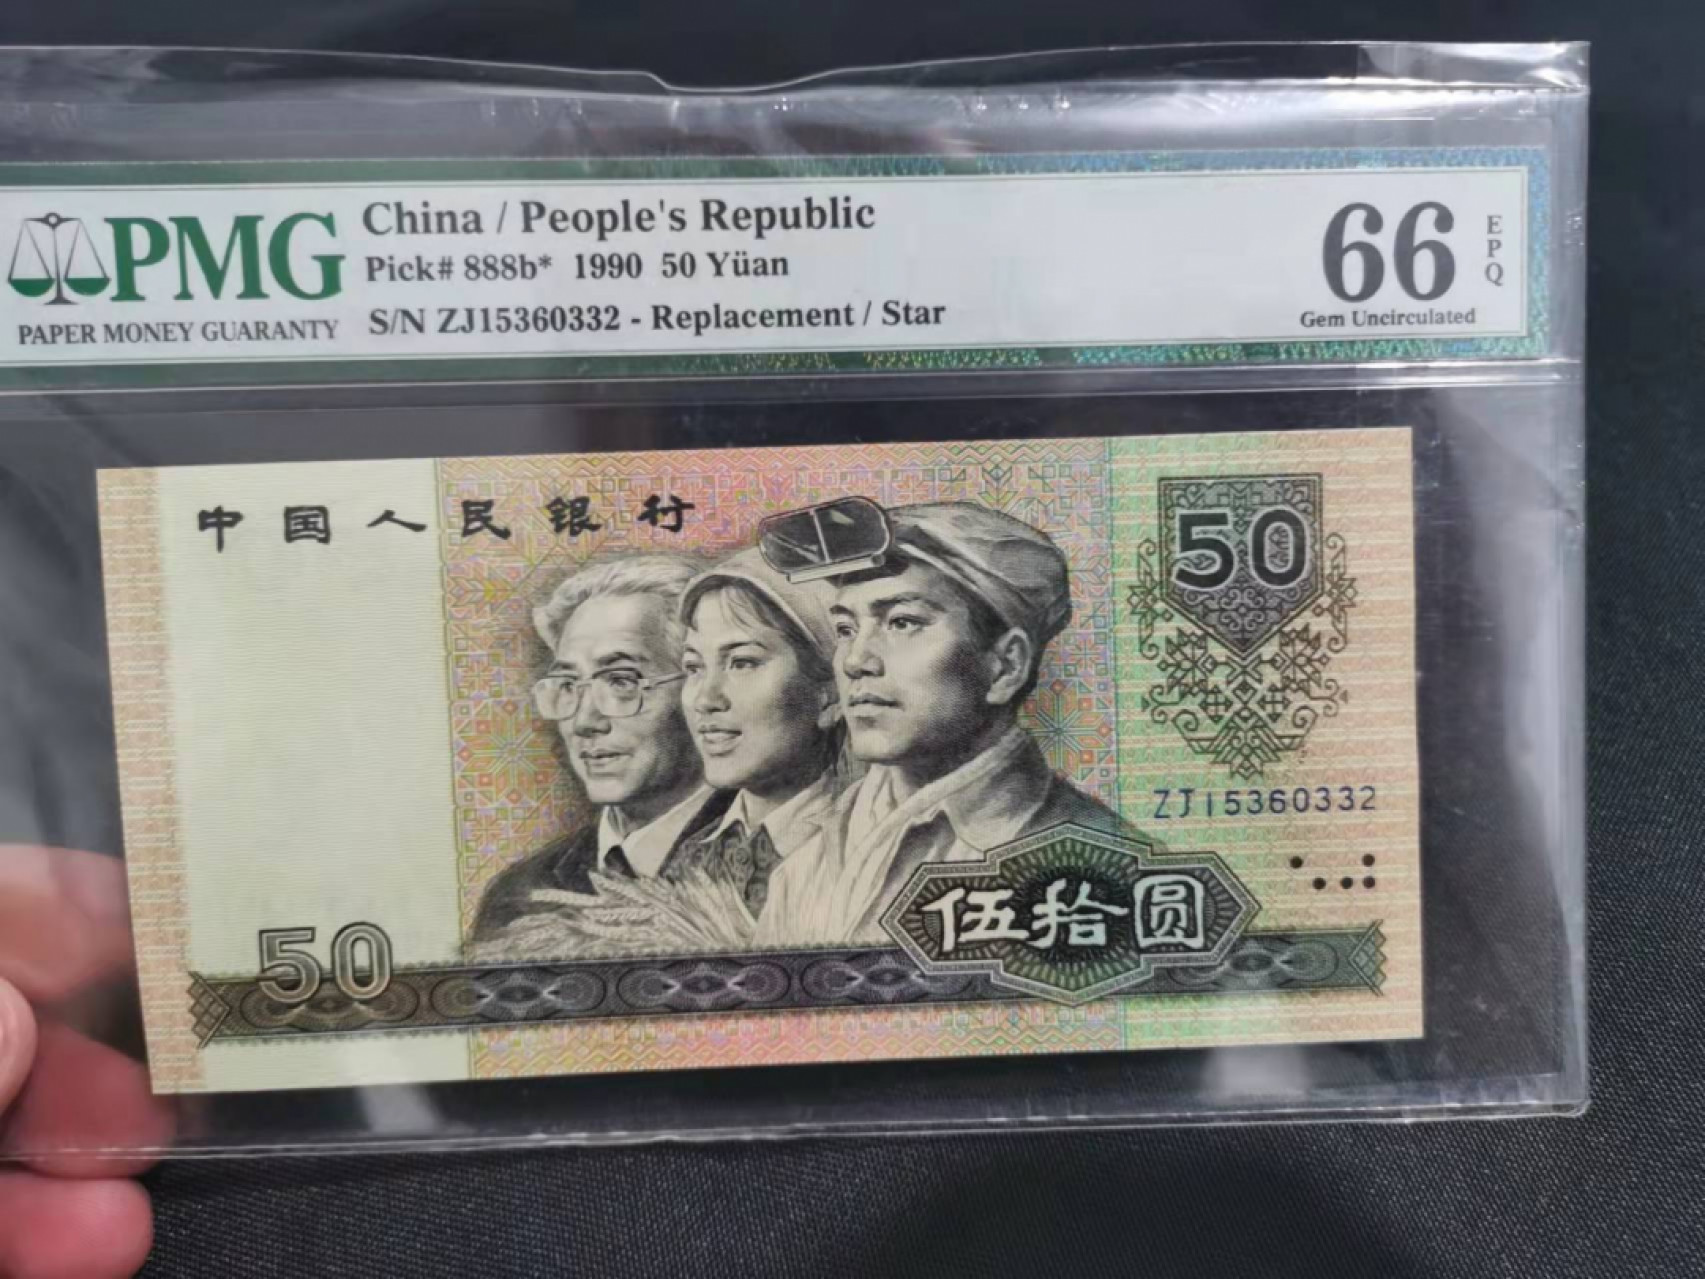 PMG
PAPER MONEY GUARANTY
China / People's Republic
Pick# 888b* 1990 50 Yüan
S/N ZJ15360332 - Replacement / Star
66
EPQ
Gem Uncirculated
中国人民银行
50
ZJ15360332
伍拾圆
50